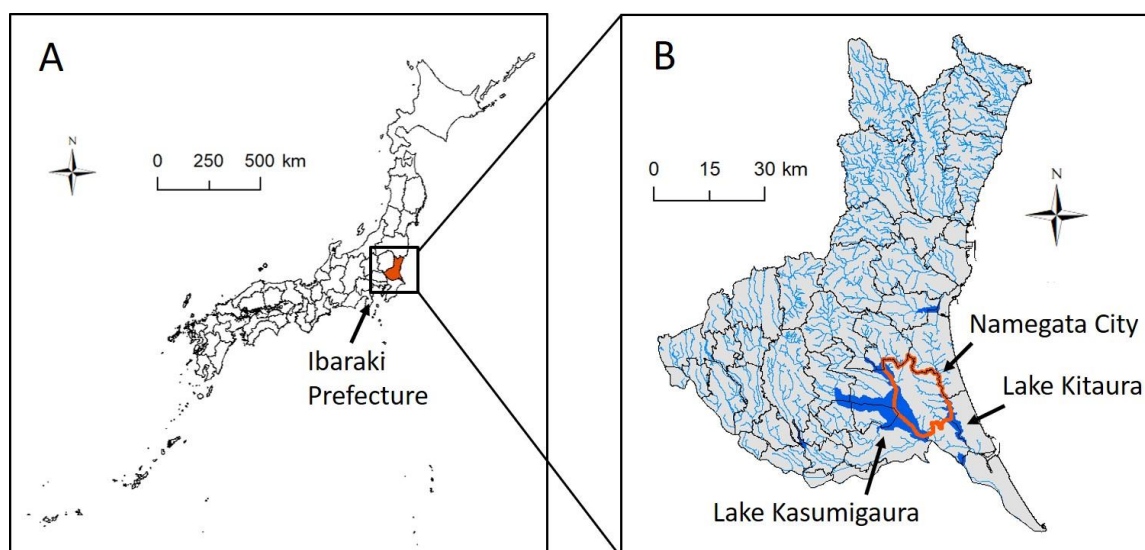 A
N
0 250 500 km
Ibaraki
Prefecture
B
0 15 30 km
N
Namegata City
Lake Kitaura
Lake Kasumigaura